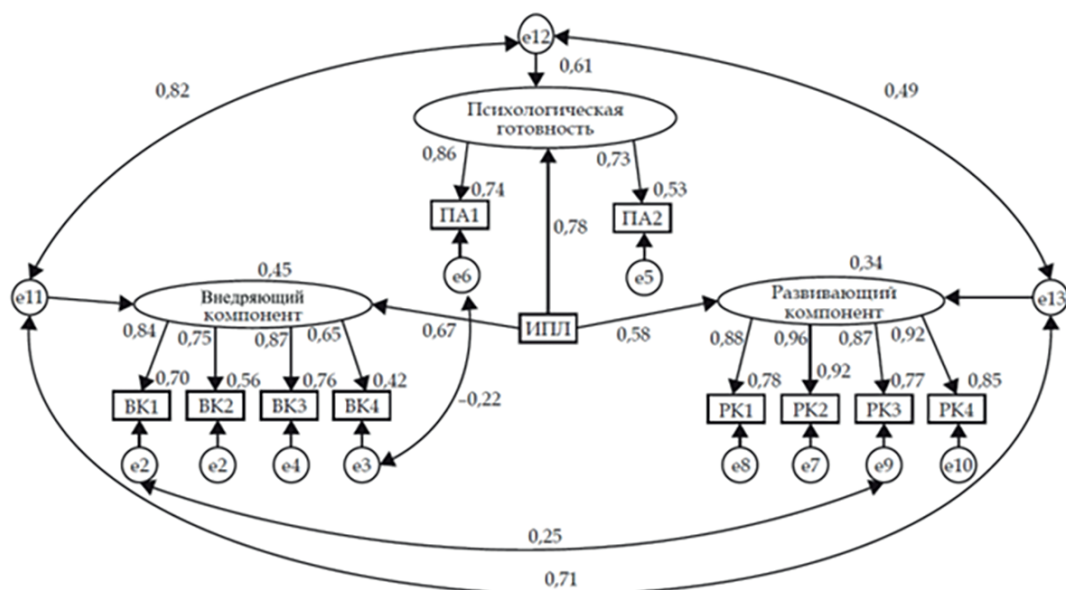 e12
0,61
0,82
0,49
Психологическая
готовность
0,86
0,73
0,74
0,53
ПА1
ПА2
0,78
e6
e5
0,45
0,34
e11
Внедряющий
компонент
Развивающий
компонент
e13
0,67
ИПЛ
0,58
0,84
0,75
0,87
0,65
0,88
0,96
0,87
0,92
0,70
0,56
0,76
0,42
0,78
0,92
0,77
0,85
–0,22
ВК1
ВК2
ВК3
ВК4
РК1
РК2
РК3
РК4
e2
e2
e4
e3
e8
e7
e9
e10
0,25
0,71